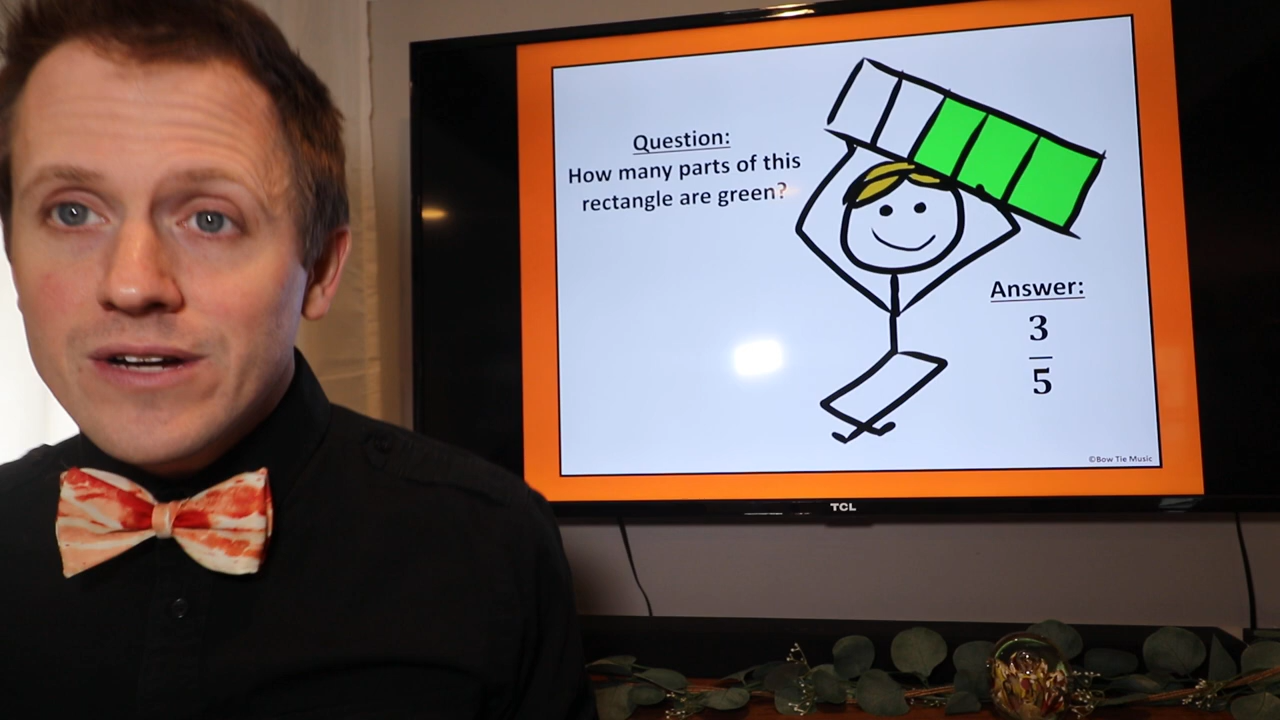 Question:
How many parts of this
rectangle are green?
Answer:
3
5
©Bow Tie Music
TCL